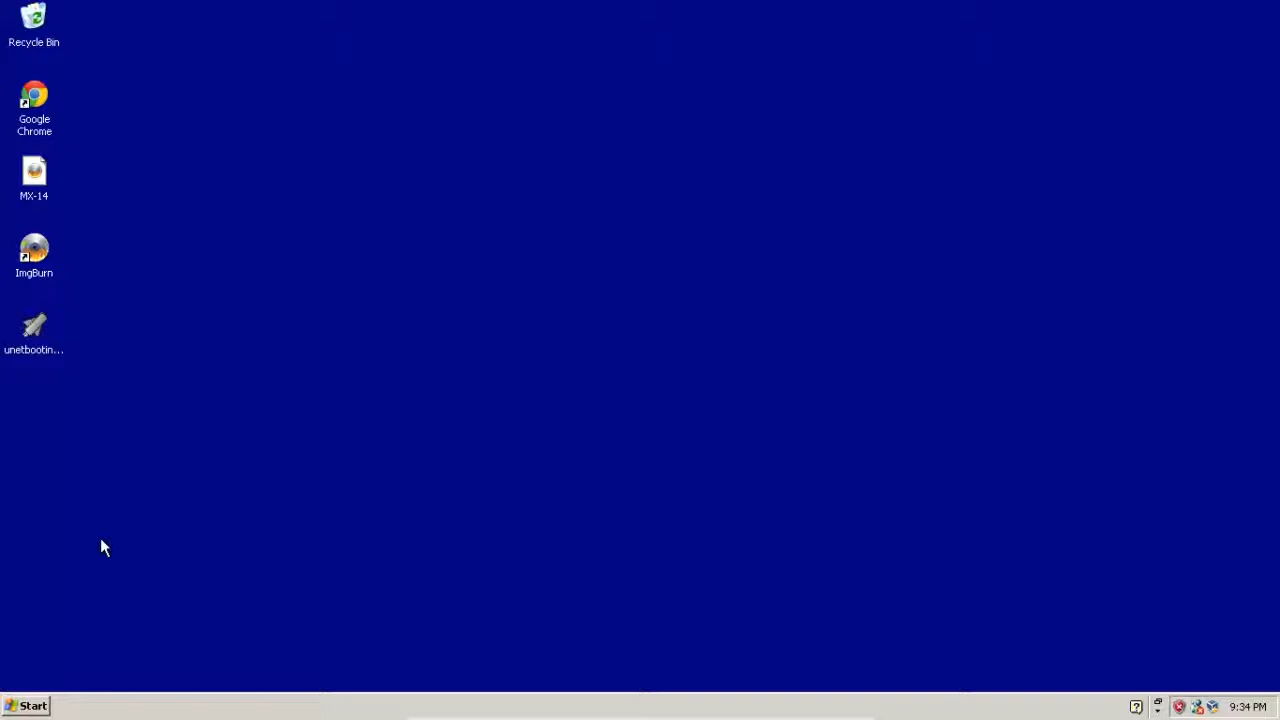 Recycle Bin
Google
Chrome
MX-14
ImgBurn
unetbootin...
Start
9:34 PM